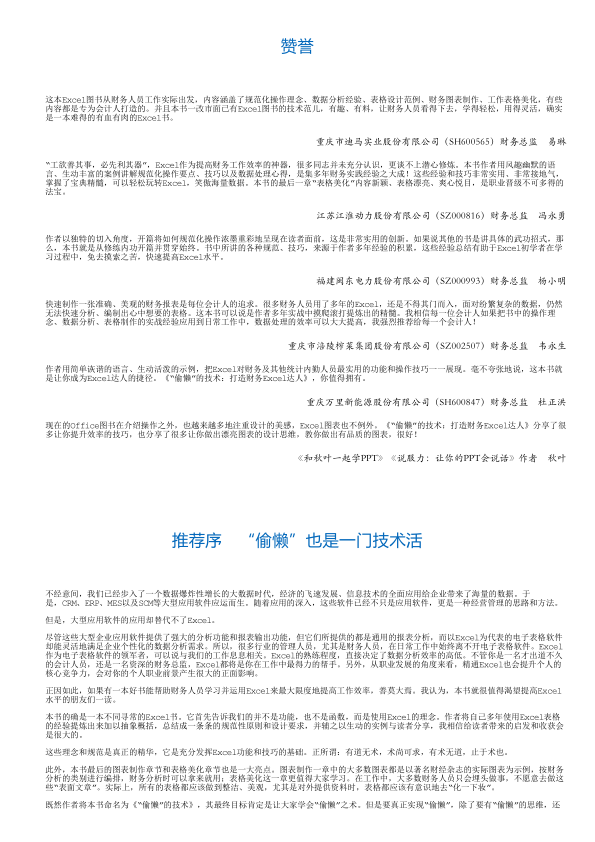 赞誉
这本Excel图书从财务人员工作实际出发，内容涵盖了规范化操作理念、数据分析经验、表格设计范例、财务图表制作、工作表格美化，有些
内容都是专为会计人打造的。并且本书一改市面已有Excel图书的技术范儿，有趣、有料，让财务人员看得下去，学得轻松，用得灵活，确实
是一本难得的有血有肉的Excel书。
重庆市迪马实业股份有限公司（SH600565）财务总监　易琳
“工欲善其事，必先利其器”，Excel作为提高财务工作效率的神器，很多同志并未充分认识，更谈不上潜心修炼。本书作者用风趣幽默的语
言、生动丰富的案例讲解规范化操作要点、技巧以及数据处理心得，是集多年财务实践经验之大成！这些经验和技巧非常实用、非常接地气，
掌握了宝典精髓，可以轻松玩转Excel，笑傲海量数据。本书的最后一章“表格美化”内容新颖、表格漂亮、爽心悦目，是职业晋级不可多得的
法宝。
江苏江淮动力股份有限公司（SZ000816）财务总监　冯永勇
作者以独特的切入角度，开篇将如何规范化操作浓墨重彩地呈现在读者面前，这是非常实用的创新。如果说其他的书是讲具体的武功招式，那
么，本书就是从修练内功开篇并贯穿始终。书中所讲的各种规范、技巧，来源于作者多年经验的积累，这些经验总结有助于Excel初学者在学
习过程中，免去摸索之苦，快速提高Excel水平。
福建闽东电力股份有限公司（SZ000993）财务总监　杨小明
快速制作一张准确、美观的财务报表是每位会计人的追求。很多财务人员用了多年的Excel，还是不得其门而入，面对纷繁复杂的数据，仍然
无法快速分析、编制出心中想要的表格。这本书可以说是作者多年实战中摸爬滚打提炼出的精髓。我相信每一位会计人如果把书中的操作理
念、数据分析、表格制作的实战经验应用到日常工作中，数据处理的效率可以大大提高，我强烈推荐给每一个会计人！
重庆市涪陵榨菜集团股份有限公司（SZ002507）财务总监　韦永生
作者用简单诙谐的语言、生动活泼的示例，把Excel对财务及其他统计内勤人员最实用的功能和操作技巧一一展现。毫不夸张地说，这本书就
是让你成为Excel达人的捷径。《“偷懒”的技术：打造财务Excel达人》，你值得拥有。
重庆万里新能源股份有限公司（SH600847）财务总监　杜正洪
现在的Office图书在介绍操作之外，也越来越多地注重设计的美感，Excel图表也不例外。《“偷懒”的技术：打造财务Excel达人》分享了很
多让你提升效率的技巧，也分享了很多让你做出漂亮图表的设计思维，教你做出有品质的图表，很好！
《和秋叶一起学PPT》《说服力：让你的PPT会说话》作者　秋叶
推荐序　“偷懒”也是一门技术活
不经意间，我们已经步入了一个数据爆炸性增长的大数据时代，经济的飞速发展、信息技术的全面应用给企业带来了海量的数据。于
是，CRM、ERP、MES以及SCM等大型应用软件应运而生。随着应用的深入，这些软件已经不只是应用软件，更是一种经营管理的思路和方法。
但是，大型应用软件的应用却替代不了Excel。
尽管这些大型企业应用软件提供了强大的分析功能和报表输出功能，但它们所提供的都是通用的报表分析，而以Excel为代表的电子表格软件
却能灵活地满足企业个性化的数据分析需求。所以，很多行业的管理人员，尤其是财务人员，在日常工作中始终离不开电子表格软件。Excel
作为电子表格软件的领军者，可以说与我们的工作息息相关。Excel的熟练程度，直接决定了数据分析效率的高低。不管你是一名才出道不久
的会计人员，还是一名资深的财务总监，Excel都将是你在工作中最得力的帮手。另外，从职业发展的角度来看，精通Excel也会提升个人的
核心竞争力，会对你的个人职业前景产生很大的正面影响。
正因如此，如果有一本好书能帮助财务人员学习并运用Excel来最大限度地提高工作效率，善莫大焉。我认为，本书就很值得渴望提高Excel
水平的朋友们一读。
本书的确是一本不同寻常的Excel书。它首先告诉我们的并不是功能，也不是函数，而是使用Excel的理念。作者将自己多年使用Excel表格
的经验提炼出来加以抽象概括，总结成一条条的规范性原则和设计要求，并辅之以生动的实例与读者分享，我相信给读者带来的启发和收获会
是很大的。
这些理念和规范是真正的精华，它是充分发挥Excel功能和技巧的基础。正所谓：有道无术，术尚可求，有术无道，止于术也。
此外，本书最后的图表制作章节和表格美化章节也是一大亮点。图表制作一章中的大多数图表都是以著名财经杂志的实际图表为示例，按财务
分析的类别进行编排，财务分析时可以拿来就用；表格美化这一章更值得大家学习。在工作中，大多数财务人员只会埋头做事，不愿意去做这
些“表面文章”。实际上，所有的表格都应该做到整洁、美观，尤其是对外提供资料时，表格都应该有意识地去“化一下妆”。
既然作者将本书命名为《“偷懒”的技术》，其最终目标肯定是让大家学会“偷懒”之术。但是要真正实现“偷懒”，除了要有“偷懒”的思维，还